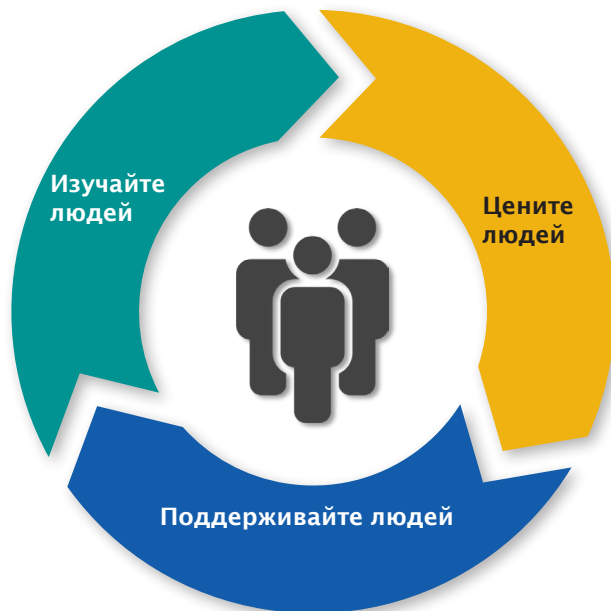 Изучайте
людей
Цените
людей
Поддерживайте людей